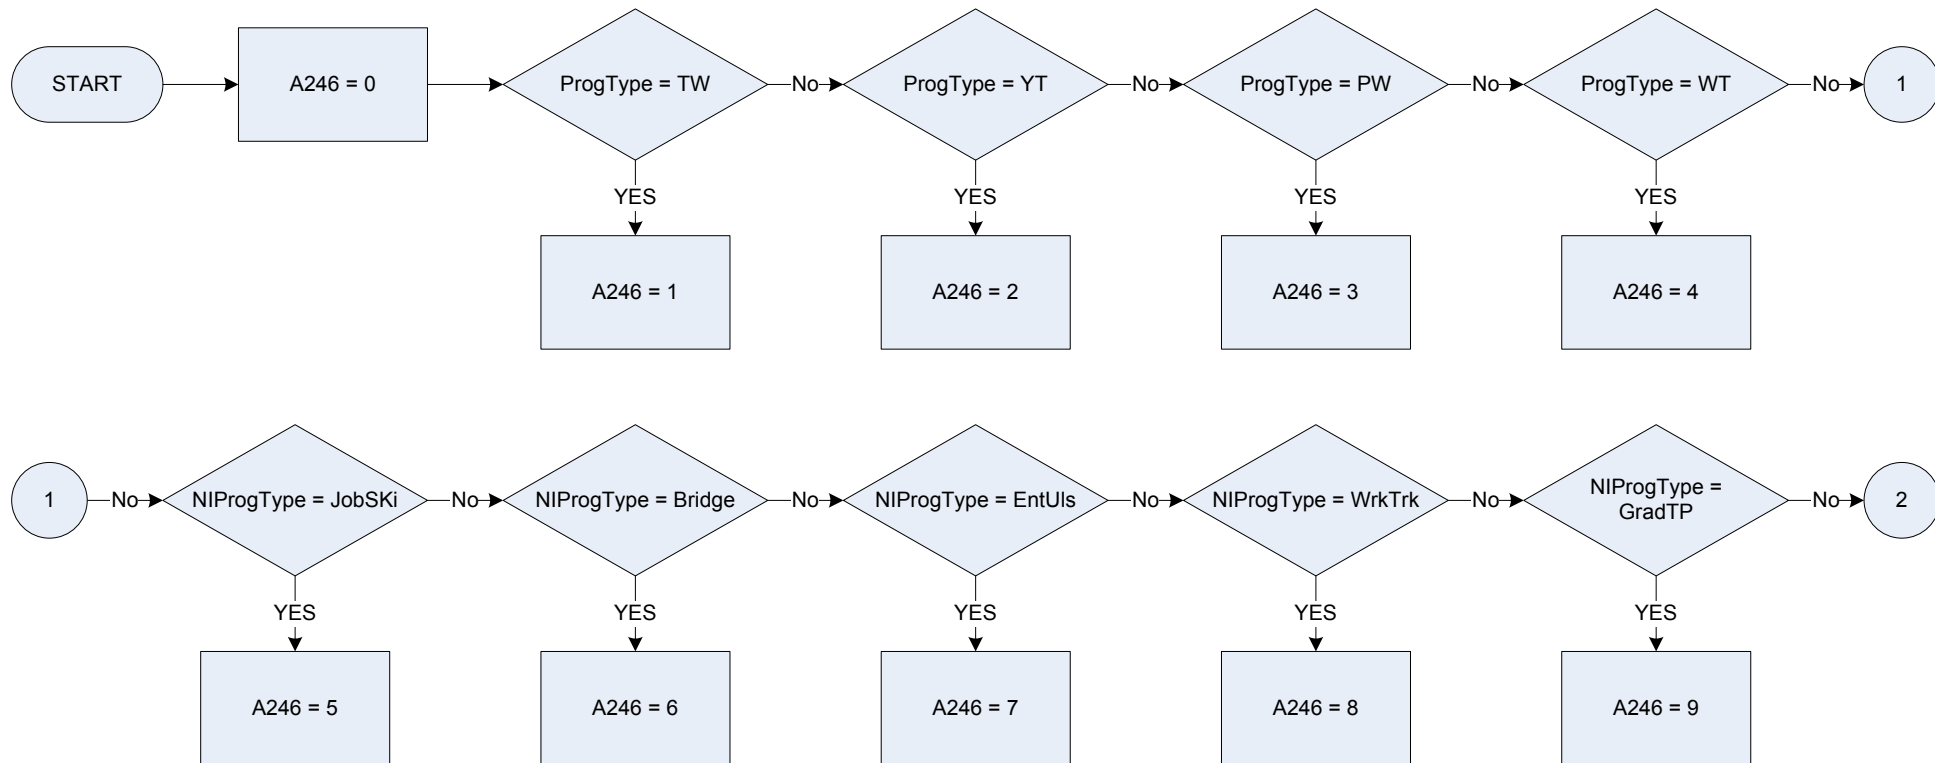 START
A246 = 0
ProgType = TW
No
ProgType = YT
No
ProgType = PW
No
ProgType = WT
No
1
YES
YES
YES
YES
A246 = 1
A246 = 2
A246 = 3
A246 = 4
1
No
NIProgType = JobSKi
No
NIProgType = Bridge
No
NIProgType = EntUls
No
NIProgType = WrkTrk
No
NIProgType =
GradTP
No
2
YES
YES
YES
YES
YES
A246 = 5
A246 = 6
A246 = 7
A246 = 8
A246 = 9